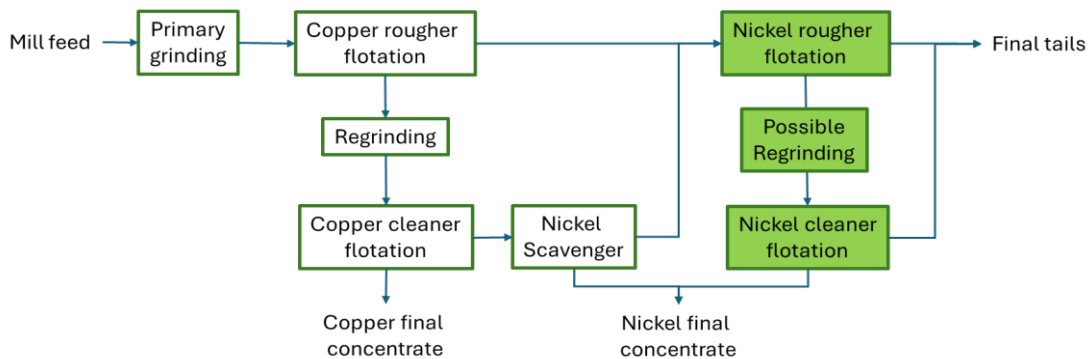 Mill feed
Primary
grinding
Copper rougher
flotation
Nickel rougher
flotation
Final tails
Regrinding
Possible
Regrinding
Copper cleaner
flotation
Nickel
Scavenger
Nickel cleaner
flotation
Copper final
concentrate
Nickel final
concentrate